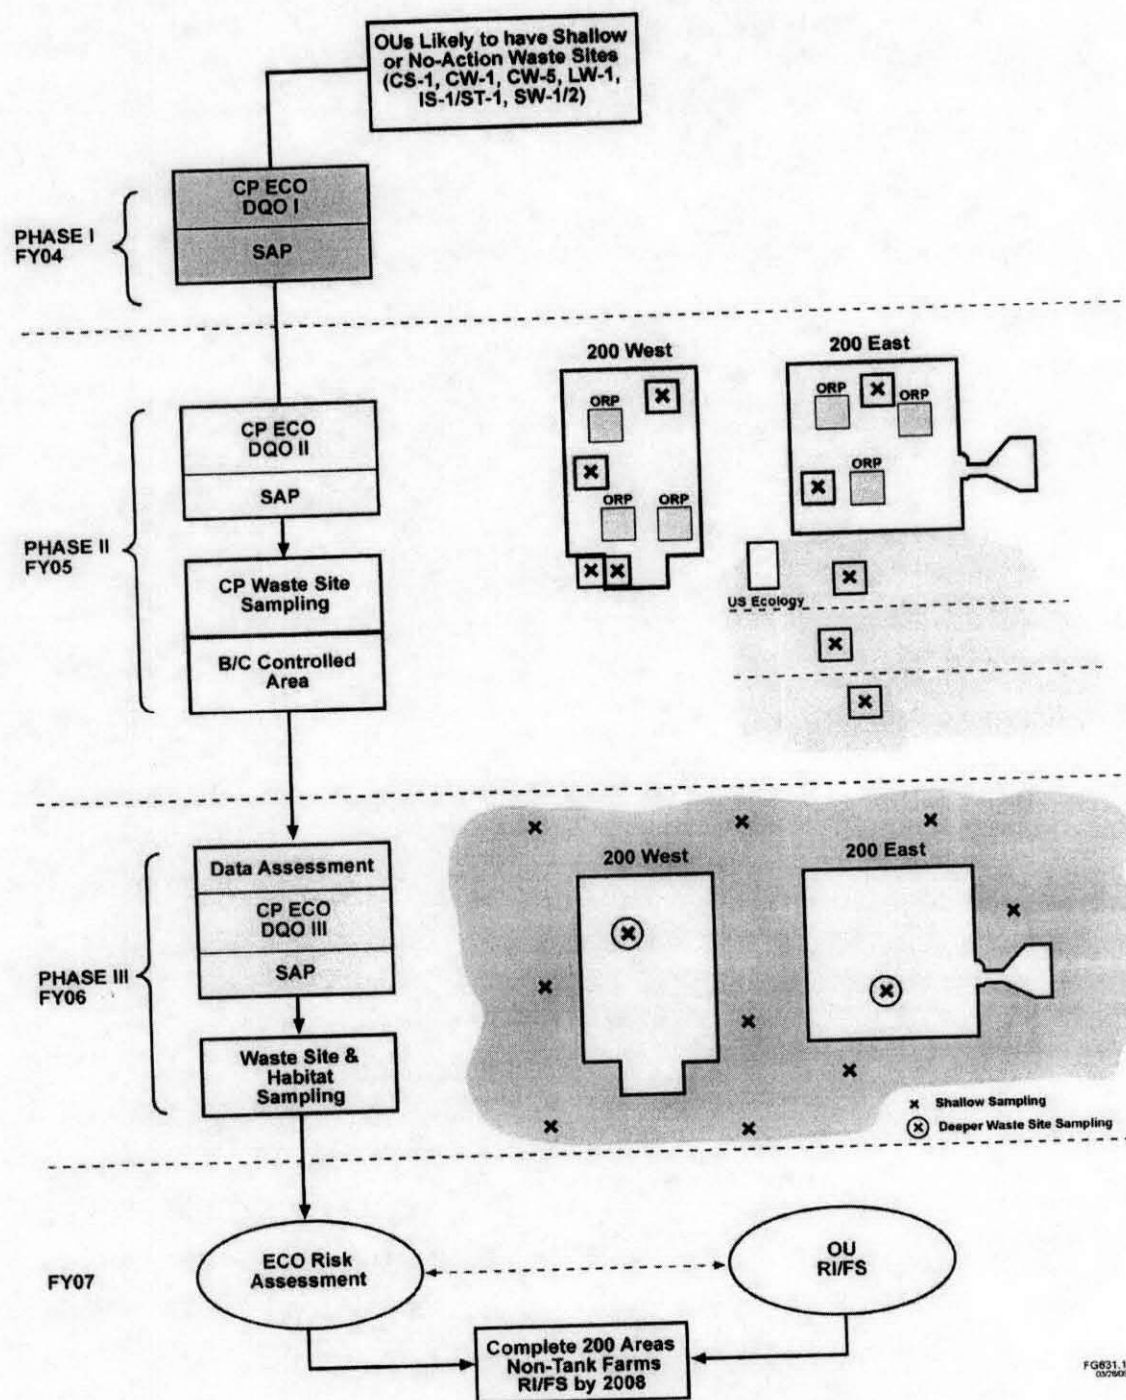 OUs Likely to have Shallow
or No-Action Waste Sites
(CS-1, CW-1, CW-5, LW-1,
IS-1/ST-1, SW-1/2)
CP ECO
DQO I
SAP
PHASE I
FY04
200 West
200 East
ORP
ORP
ORP
ORP
ORP
ORP
US Ecology
CP ECO
DQO II
SAP
PHASE II
FY05
CP Waste Site
Sampling
B/C Controlled
Area
200 West
200 East
Data Assessment
CP ECO
DQO III
SAP
PHASE III
FY06
Waste Site &
Habitat
Sampling
Shallow Sampling
Deeper Waste Site Sampling
FY07
ECO Risk
Assessment
OU
RI/FS
Complete 200 Areas
Non-Tank Farms
RI/FS by 2008
FG631.1